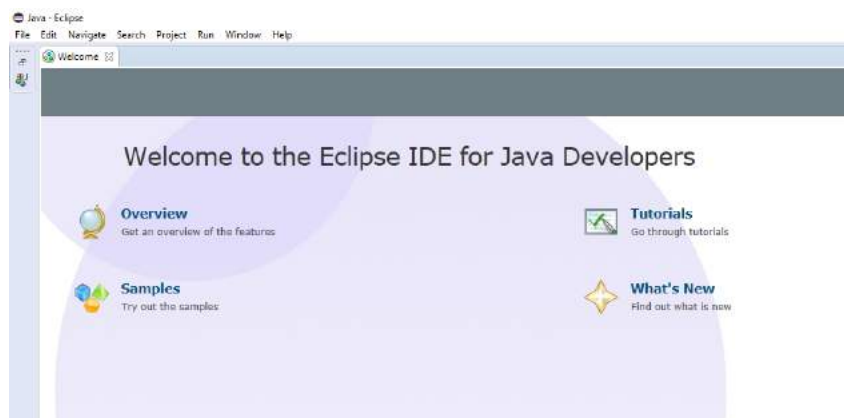 Java - Eclipse
File Edit Navigate Search Project Run Window Help
Welcome
Welcome to the Eclipse IDE for Java Developers
Overview
Get an overview of the features
Tutorials
Go through tutorials
Samples
Try out the samples
What's New
Find out what is new